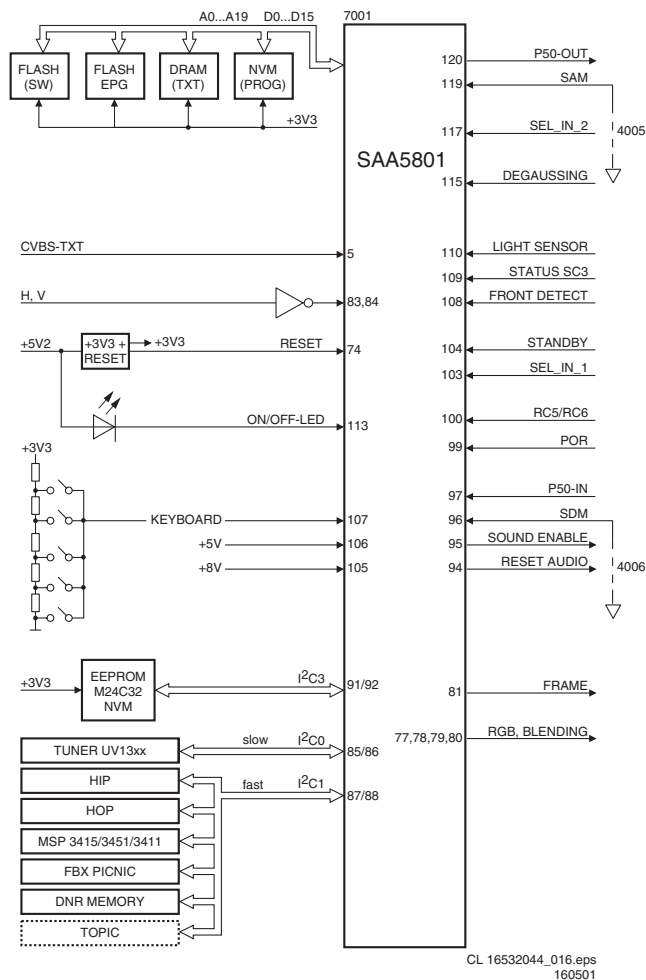 A0...A19 D0...D15 7001
FLASH
(SW)
FLASH
EPG
DRAM
(TXT)
NVM
(PROG)
+3V3
SAA5801
120 P50-OUT
119 SAM
117 SEL_IN_2
4005
115 DEGAUSSING
CVBS-TXT 5
110 LIGHT SENSOR
109 STATUS SC3
H, V 83,84
108 FRONT DETECT
+5V2 +3V3 +
RESET
+3V3 RESET 74
104 STANDBY
103 SEL_IN_1
ON/OFF-LED 113
100 RC5/RC6
99 POR
+3V3
97 P50-IN
KEYBOARD 107
96 SDM
+5V 106
95 SOUND ENABLE
+8V 105
94 RESET AUDIO
4006
+3V3
EEPROM
M24C32
NVM
I²C3 91/92
81 FRAME
TUNER UV13xx slow I²C0 85/86
77,78,79,80 RGB, BLENDING
HIP fast I²C1 87/88
HOP
MSP 3415/3451/3411
FBX PICNIC
DNR MEMORY
TOPIC
CL 16532044_016.eps
160501